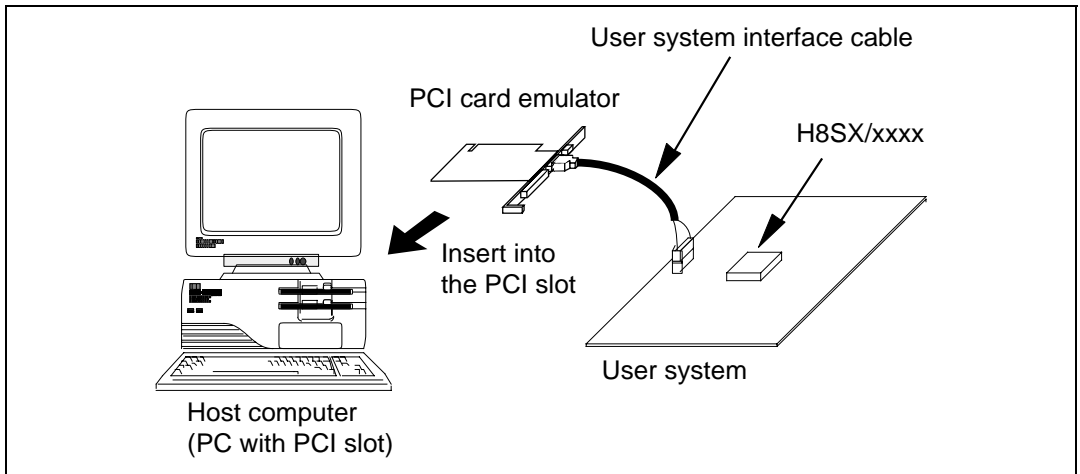 User system interface cable
PCI card emulator
H8SX/xxxx
Insert into
the PCI slot
User system
Host computer
(PC with PCI slot)